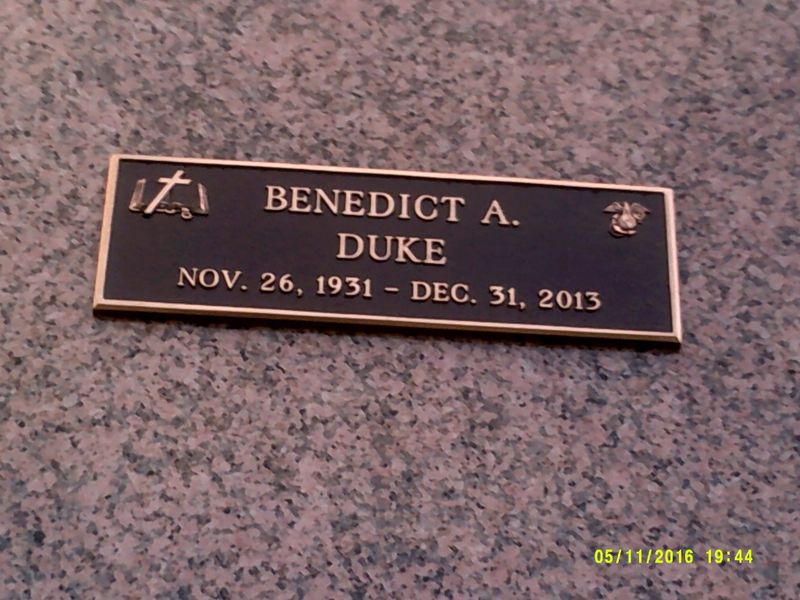 BENEDICT A.
DUKE
NOV. 26, 1931 – DEC. 31, 2013
05/11/2016 19:44